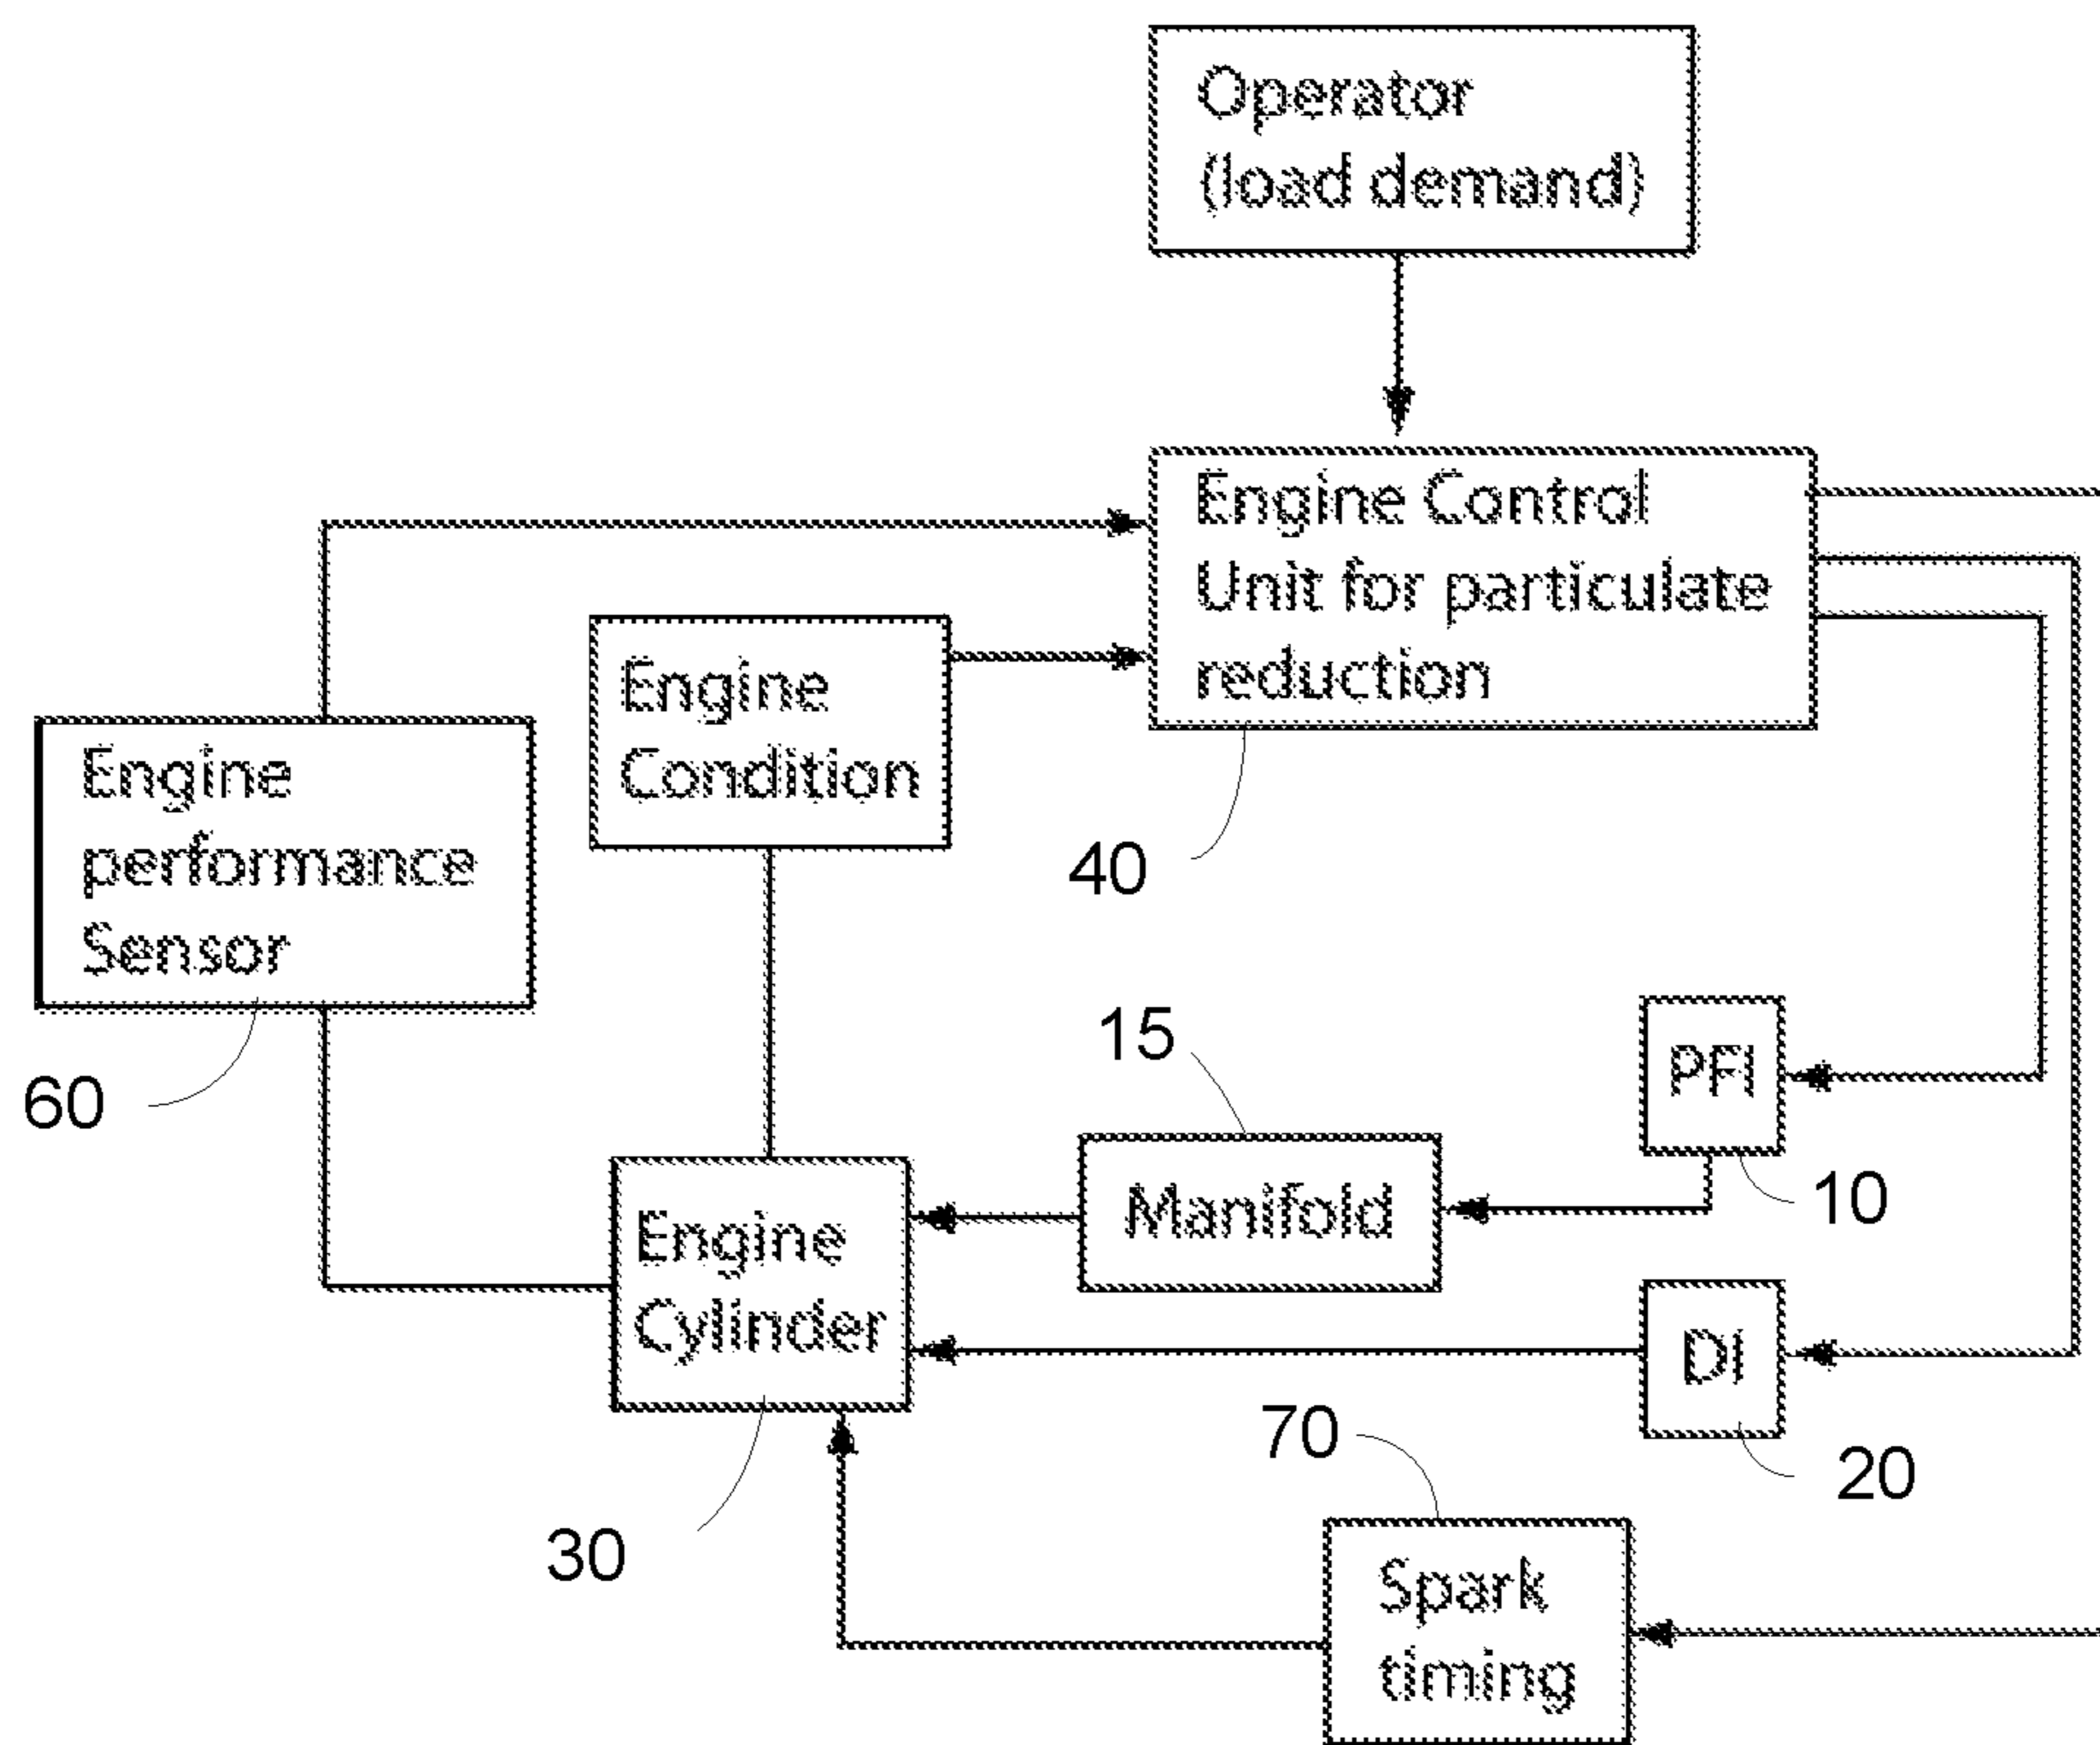 Operator
(load demand)
Engine Control
Unit for particulate
reduction
40
Engine
Condition
Engine
performance
Sensor
60
15
PFI
10
Manifold
Engine
Cylinder
30
DI
20
70
Spark
timing